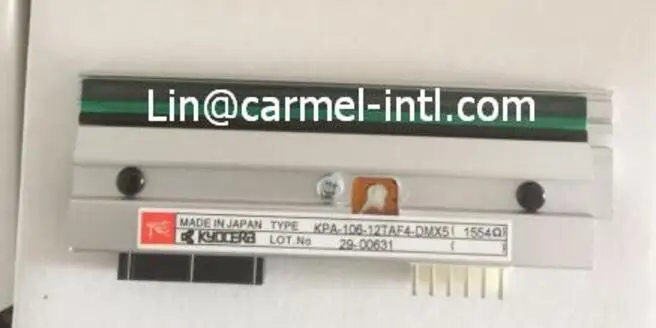 Lin@carmel-intl.com
MADE IN JAPAN TYPE KPA-106-12TAF4-DMX5( 1554Ω)
KYOCERA LOT.No 29-00631 ( )